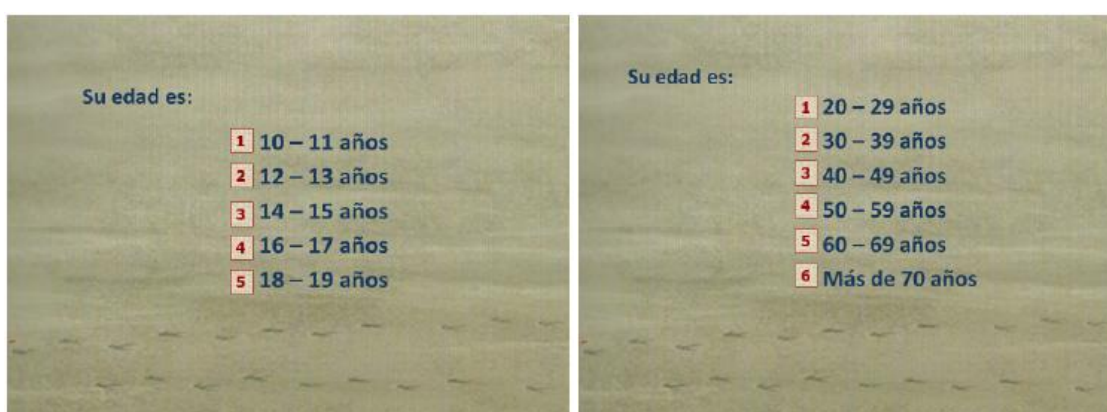 Su edad es:
1 10 – 11 años
2 12 – 13 años
3 14 – 15 años
4 16 – 17 años
5 18 – 19 años
Su edad es:
1 20 – 29 años
2 30 – 39 años
3 40 – 49 años
4 50 – 59 años
5 60 – 69 años
6 Más de 70 años